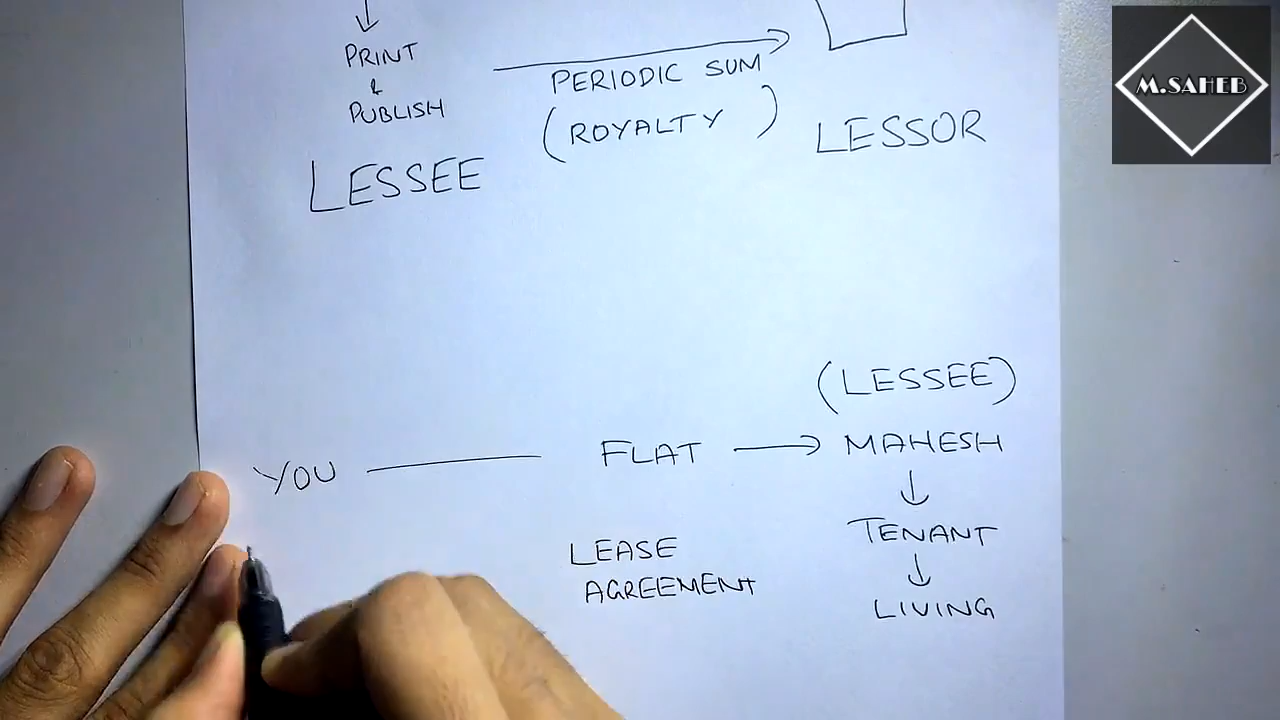 PRINT
&
PUBLISH
PERIODIC SUM
(ROYALTY)
LESSEE
LESSOR
M.SAHEB
(LESSEE)
YOU FLAT → MAHESH
↓
TENANT
↓
LIVING
LEASE
AGREEMENT